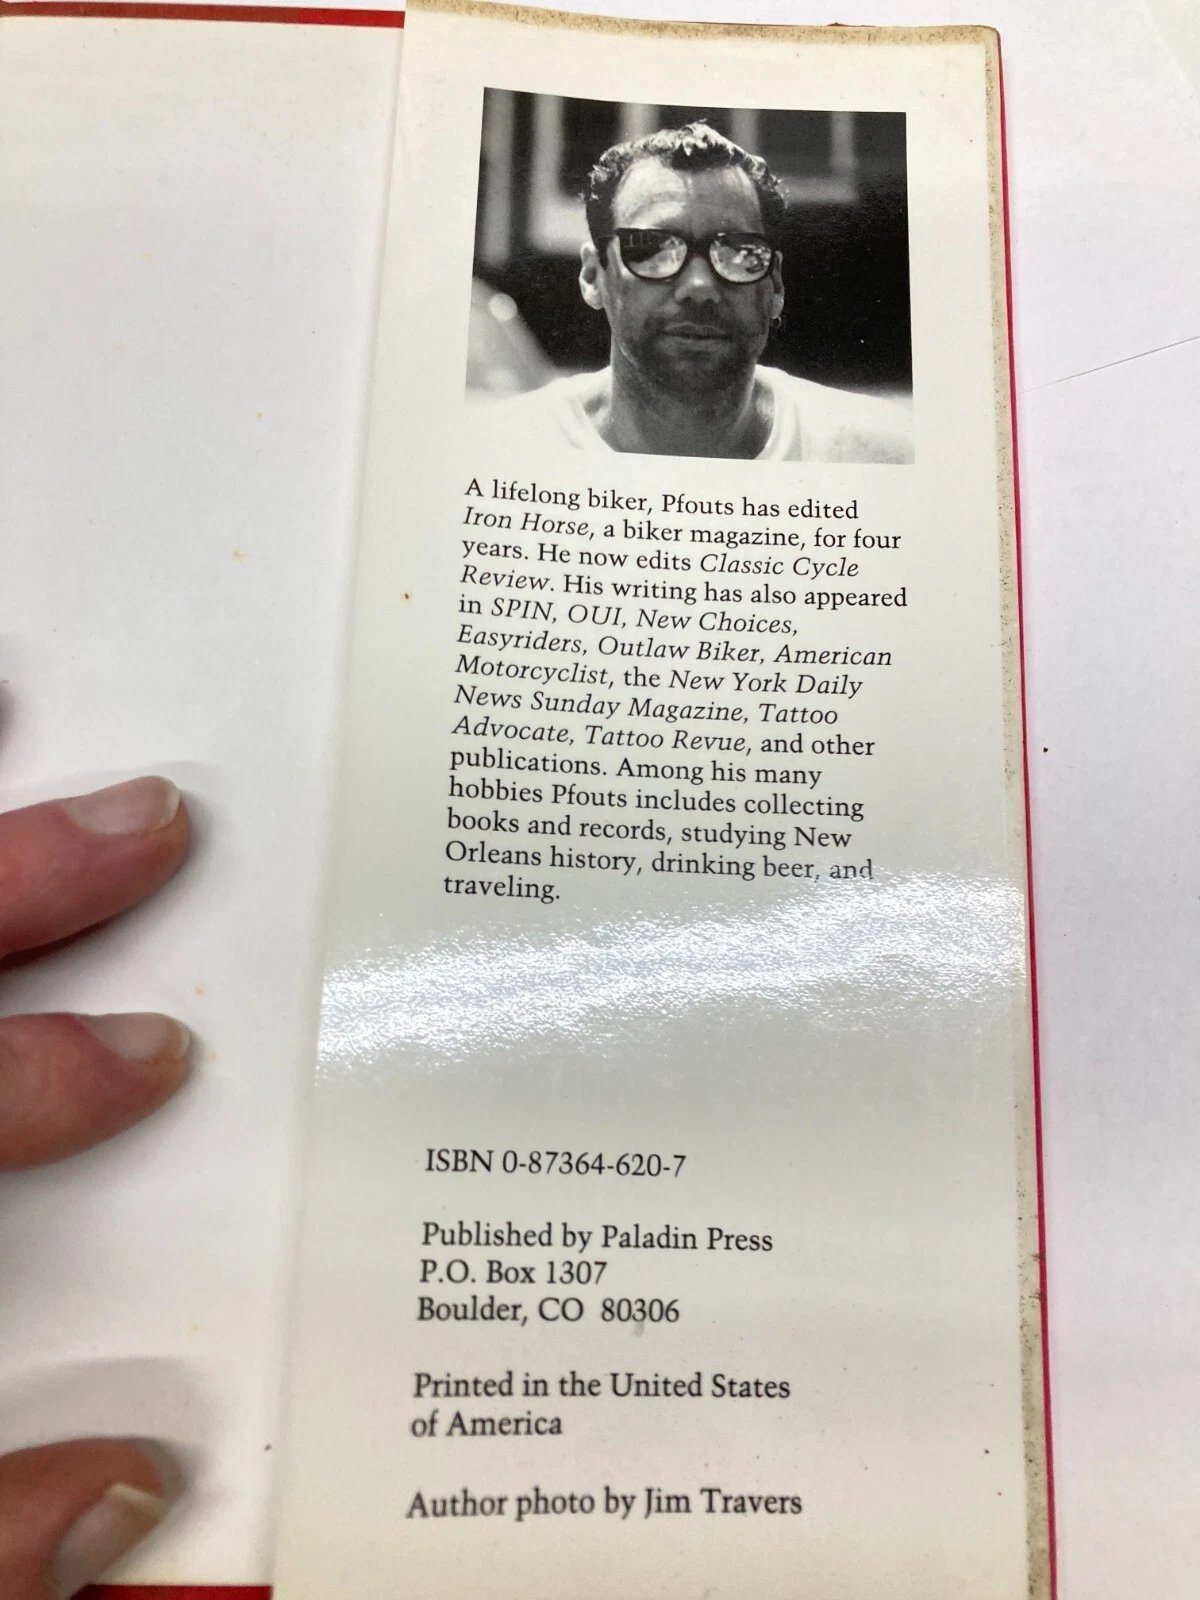 A lifelong biker, Pfouts has edited
Iron Horse, a biker magazine, for four
years. He now edits Classic Cycle
Review. His writing has also appeared
in SPIN, OUI, New Choices,
Easyriders, Outlaw Biker, American
Motorcyclist, the New York Daily
News Sunday Magazine, Tattoo
Advocate, Tattoo Revue, and other
publications. Among his many
hobbies Pfouts includes collecting
books and records, studying New
Orleans history, drinking beer, and
traveling.
ISBN 0-87364-620-7
Published by Paladin Press
P.O. Box 1307
Boulder, CO 80306
Printed in the United States
of America
Author photo by Jim Travers